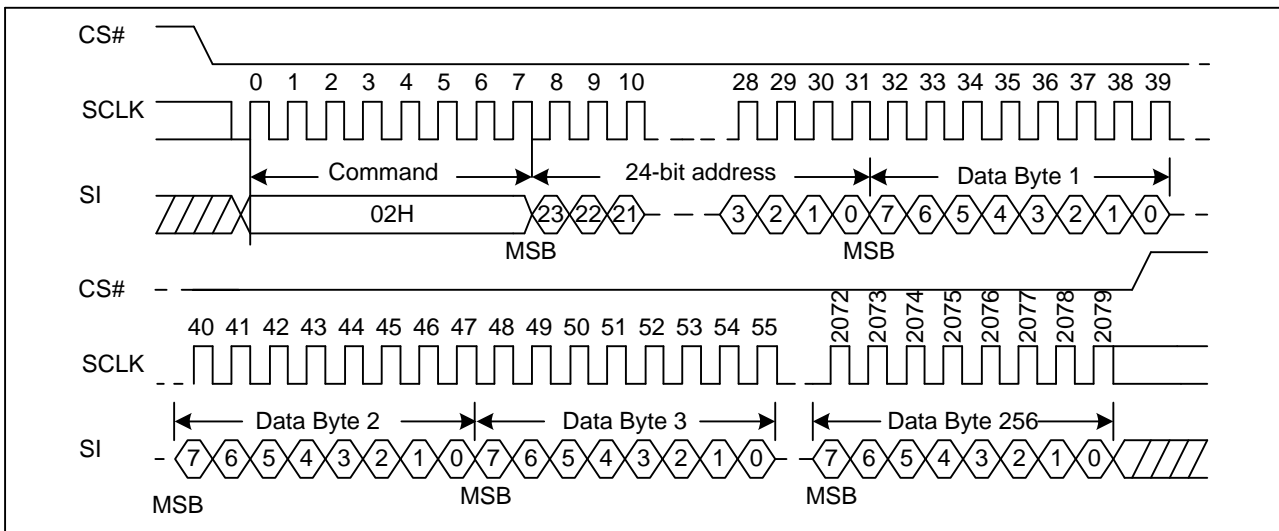 CS#
0 1 2 3 4 5 6 7 8 9 10 28 29 30 31 32 33 34 35 36 37 38 39
SCLK
Command 24-bit address Data Byte 1
SI
02H 23 22 21 3 2 1 0 7 6 5 4 3 2 1 0
MSB MSB
CS#
40 41 42 43 44 45 46 47 48 49 50 51 52 53 54 55 2072 2073 2074 2075 2076 2077 2078 2079
SCLK
Data Byte 2 Data Byte 3 Data Byte 256
SI
7 6 5 4 3 2 1 0 7 6 5 4 3 2 1 0 7 6 5 4 3 2 1 0
MSB MSB MSB